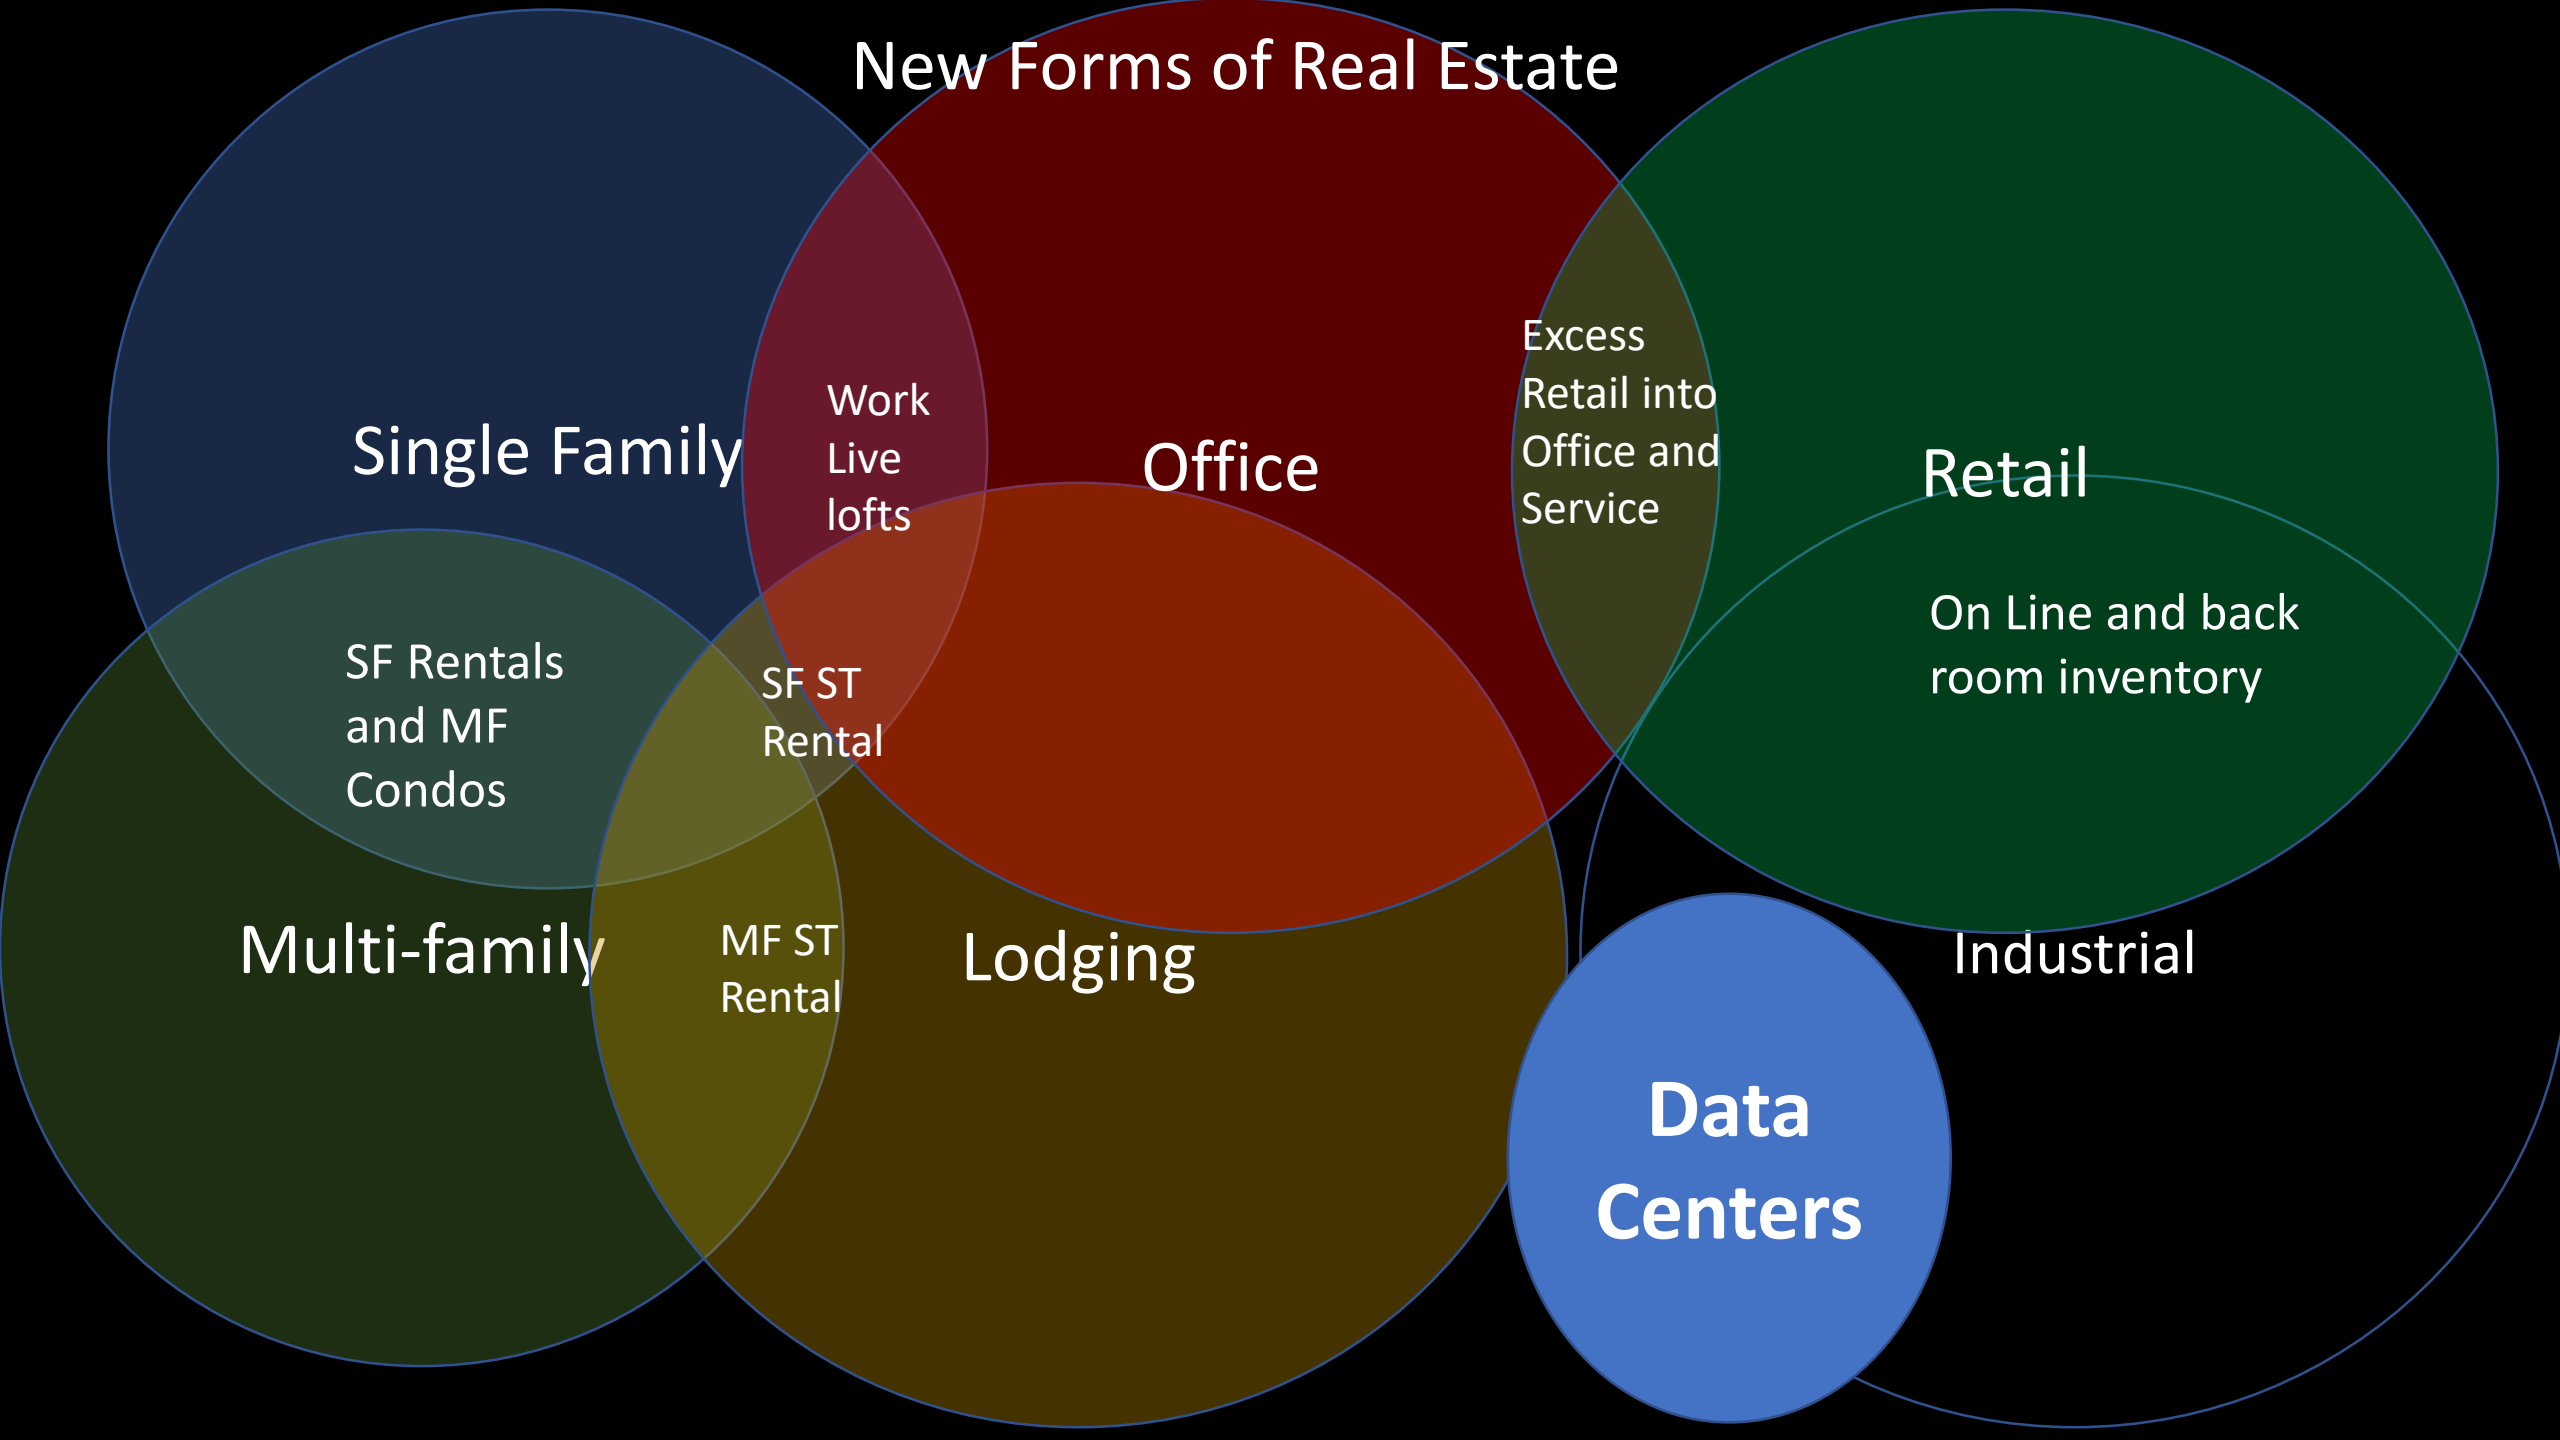 New Forms of Real Estate
Single Family
Work
Live
lofts
Office
Excess
Retail into
Office and
Service
Retail
On Line and back
room inventory
SF Rentals
and MF
Condos
SF ST
Rental
Multi-family
MF ST
Rental
Lodging
Industrial
Data
Centers